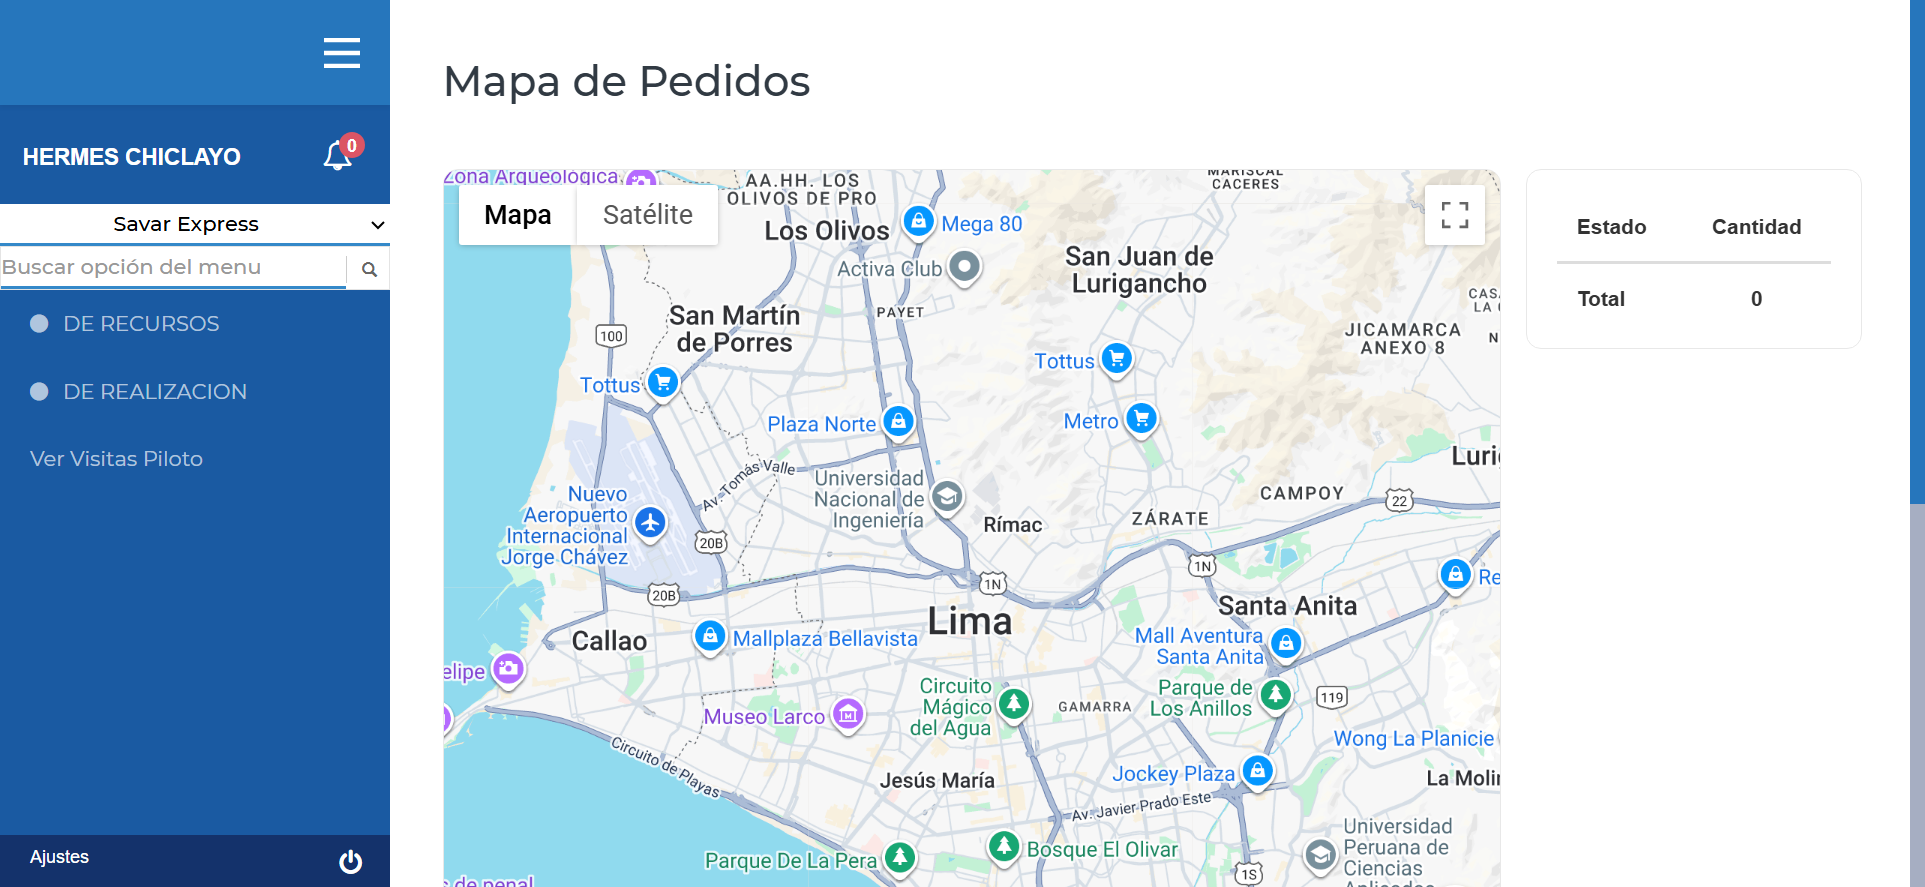 HERMES CHICLAYO
0
Savar Express
Buscar opción del menu
DE RECURSOS
DE REALIZACION
Ver Visitas Piloto
Ajustes
Mapa de Pedidos
Mapa
Satélite
Zona Arqueológica
AA.HH. LOS
OLIVOS DE PRO
MARISCAL
CACERES
Los Olivos
Mega 80
Activa Club
San Juan de
Lurigancho
CAS
LA
San Martín
de Porres
PAYET
100
JICAMARCA
ANEXO 8
N
Tottus
Tottus
Plaza Norte
Metro
Luri
Av. Tomás Valle
Universidad
Nacional de
Ingeniería
Nuevo
Aeropuerto
Internacional
Jorge Chávez
CAMPOY
22
Rímac
ZÁRATE
20B
1N
1N
20B
Re
Lima
Santa Anita
Callao
Mallplaza Bellavista
Mall Aventura
Santa Anita
elipe
Circuito
Mágico
del Agua
Parque de
Los Anillos
119
Museo Larco
GAMARRA
Wong La Planicie
Circuito de Playas
Jesús María
Jockey Plaza
La Molin
Av. Javier Prado Este
Universidad
Peruana de
Ciencias
Aplicadas
Parque De La Pera
Bosque El Olivar
1S
s de penal
Estado
Cantidad
Total
0